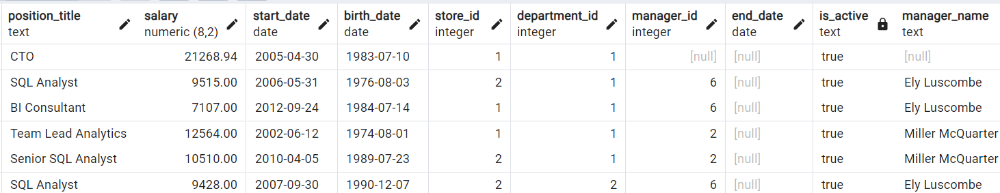 position_title salary start_date birth_date store_id department_id manager_id end_date is_active manager_name
text numeric (8,2) date date integer integer integer date text text
CTO 21268.94 2005-04-30 1983-07-10 1 1 [null] [null] true [null]
SQL Analyst 9515.00 2006-05-31 1976-08-03 2 1 6 [null] true Ely Luscombe
BI Consultant 7107.00 2012-09-24 1984-07-14 1 1 6 [null] true Ely Luscombe
Team Lead Analytics 12564.00 2002-06-12 1974-08-01 1 1 2 [null] true Miller McQuarter
Senior SQL Analyst 10510.00 2010-04-05 1989-07-23 2 1 2 [null] true Miller McQuarter
SQL Analyst 9428.00 2007-09-30 1990-12-07 2 2 6 [null] true Ely Luscombe